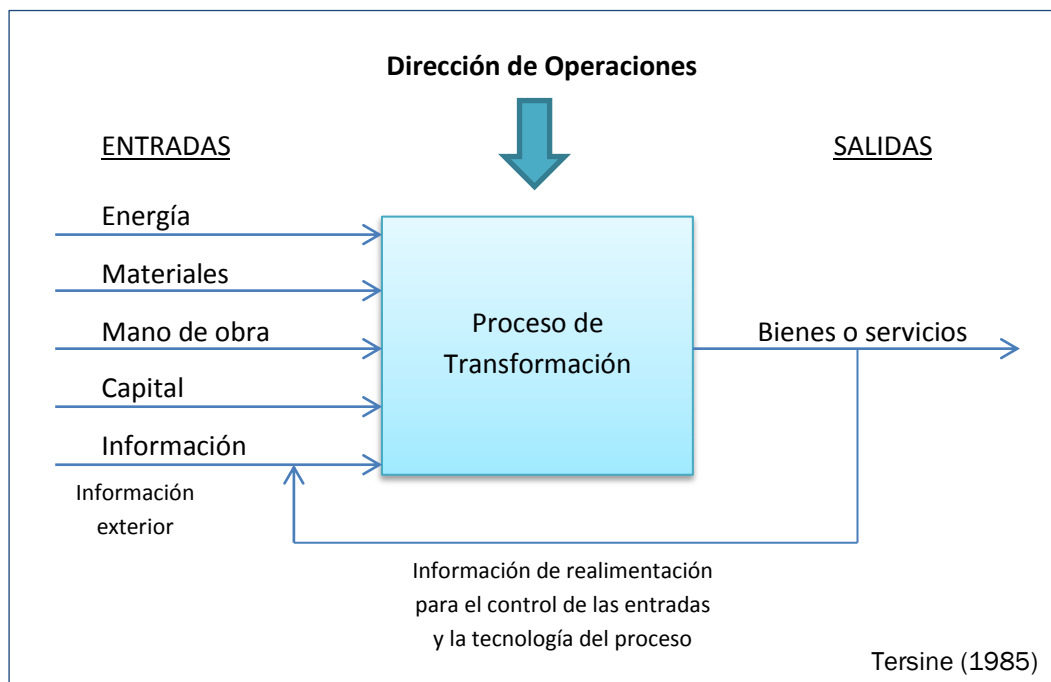 Dirección de Operaciones
ENTRADAS
SALIDAS
Energía
Materiales
Mano de obra
Capital
Información
Información
exterior
Proceso de
Transformación
Bienes o servicios
Información de realimentación
para el control de las entradas
y la tecnología del proceso
Tersine (1985)